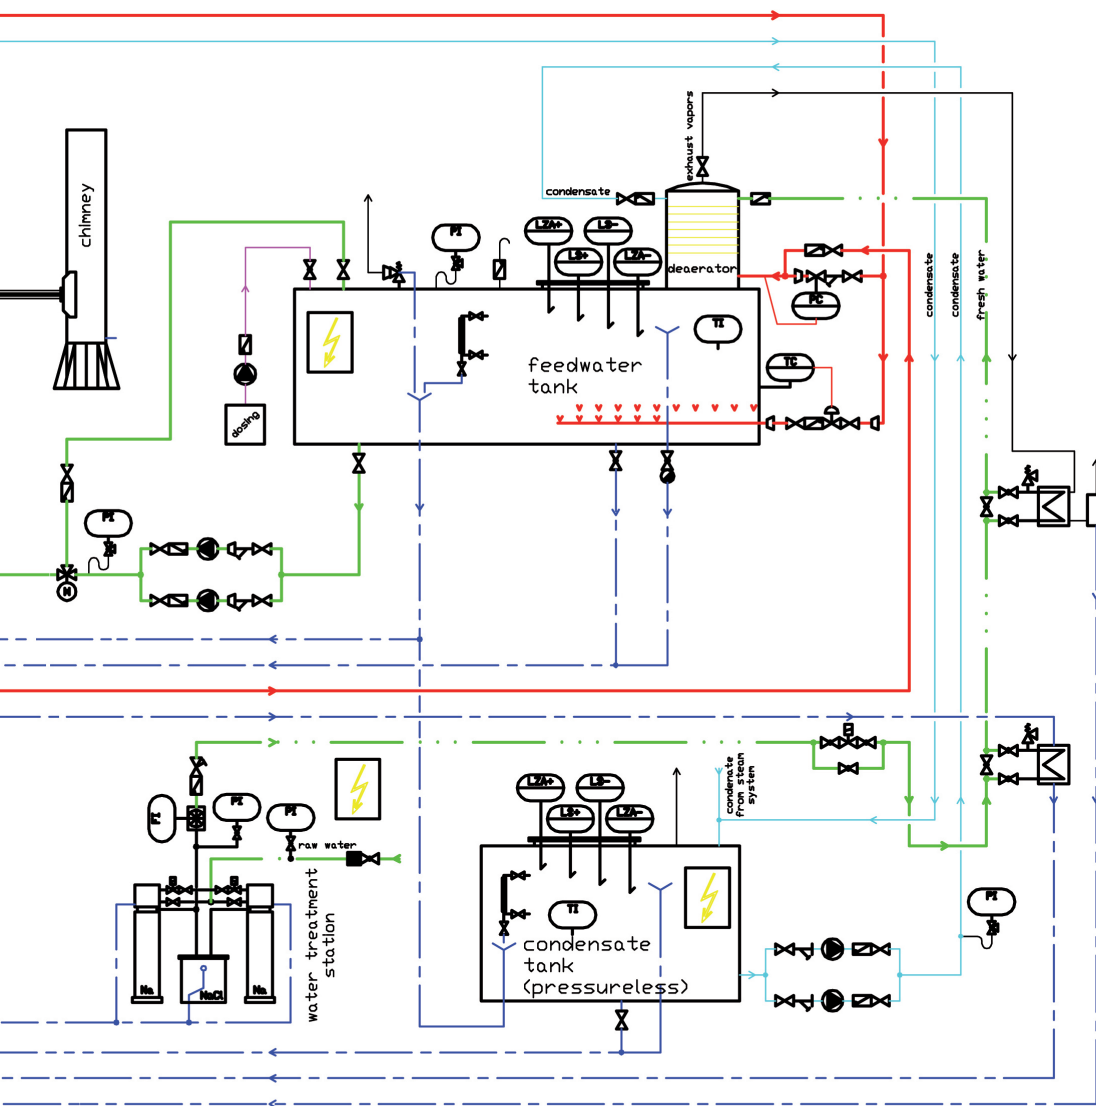 exhaust vapors
chimney
condensate
LZA+
LS-
PI
LS+
LZA-
deaerator
condensate
condensate
fresh water
PC
TI
feedwater
tank
TC
dosing
PI
M
condenate
from steam
system
LZA+
LS-
PI
PI
FI
LS+
LZA-
raw water
water treatment
station
PI
TI
condensate
tank
(pressureless)
Na
NaCl
Na